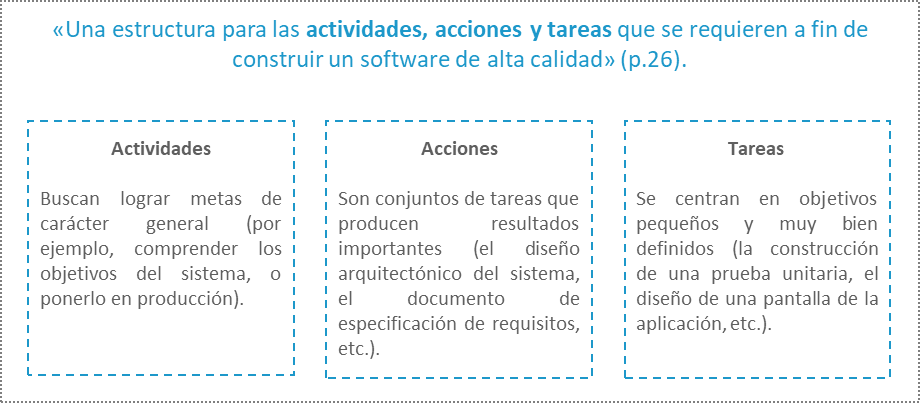 «Una estructura para las actividades, acciones y tareas que se requieren a fin de
construir un software de alta calidad» (p.26).
Actividades
Buscan lograr metas de
carácter general (por
ejemplo, comprender los
objetivos del sistema, o
ponerlo en producción).
Acciones
Son conjuntos de tareas que
producen resultados
importantes (el diseño
arquitectónico del sistema,
el documento de
especificación de requisitos,
etc.).
Tareas
Se centran en objetivos
pequeños y muy bien
definidos (la construcción
de una prueba unitaria, el
diseño de una pantalla de la
aplicación, etc.).